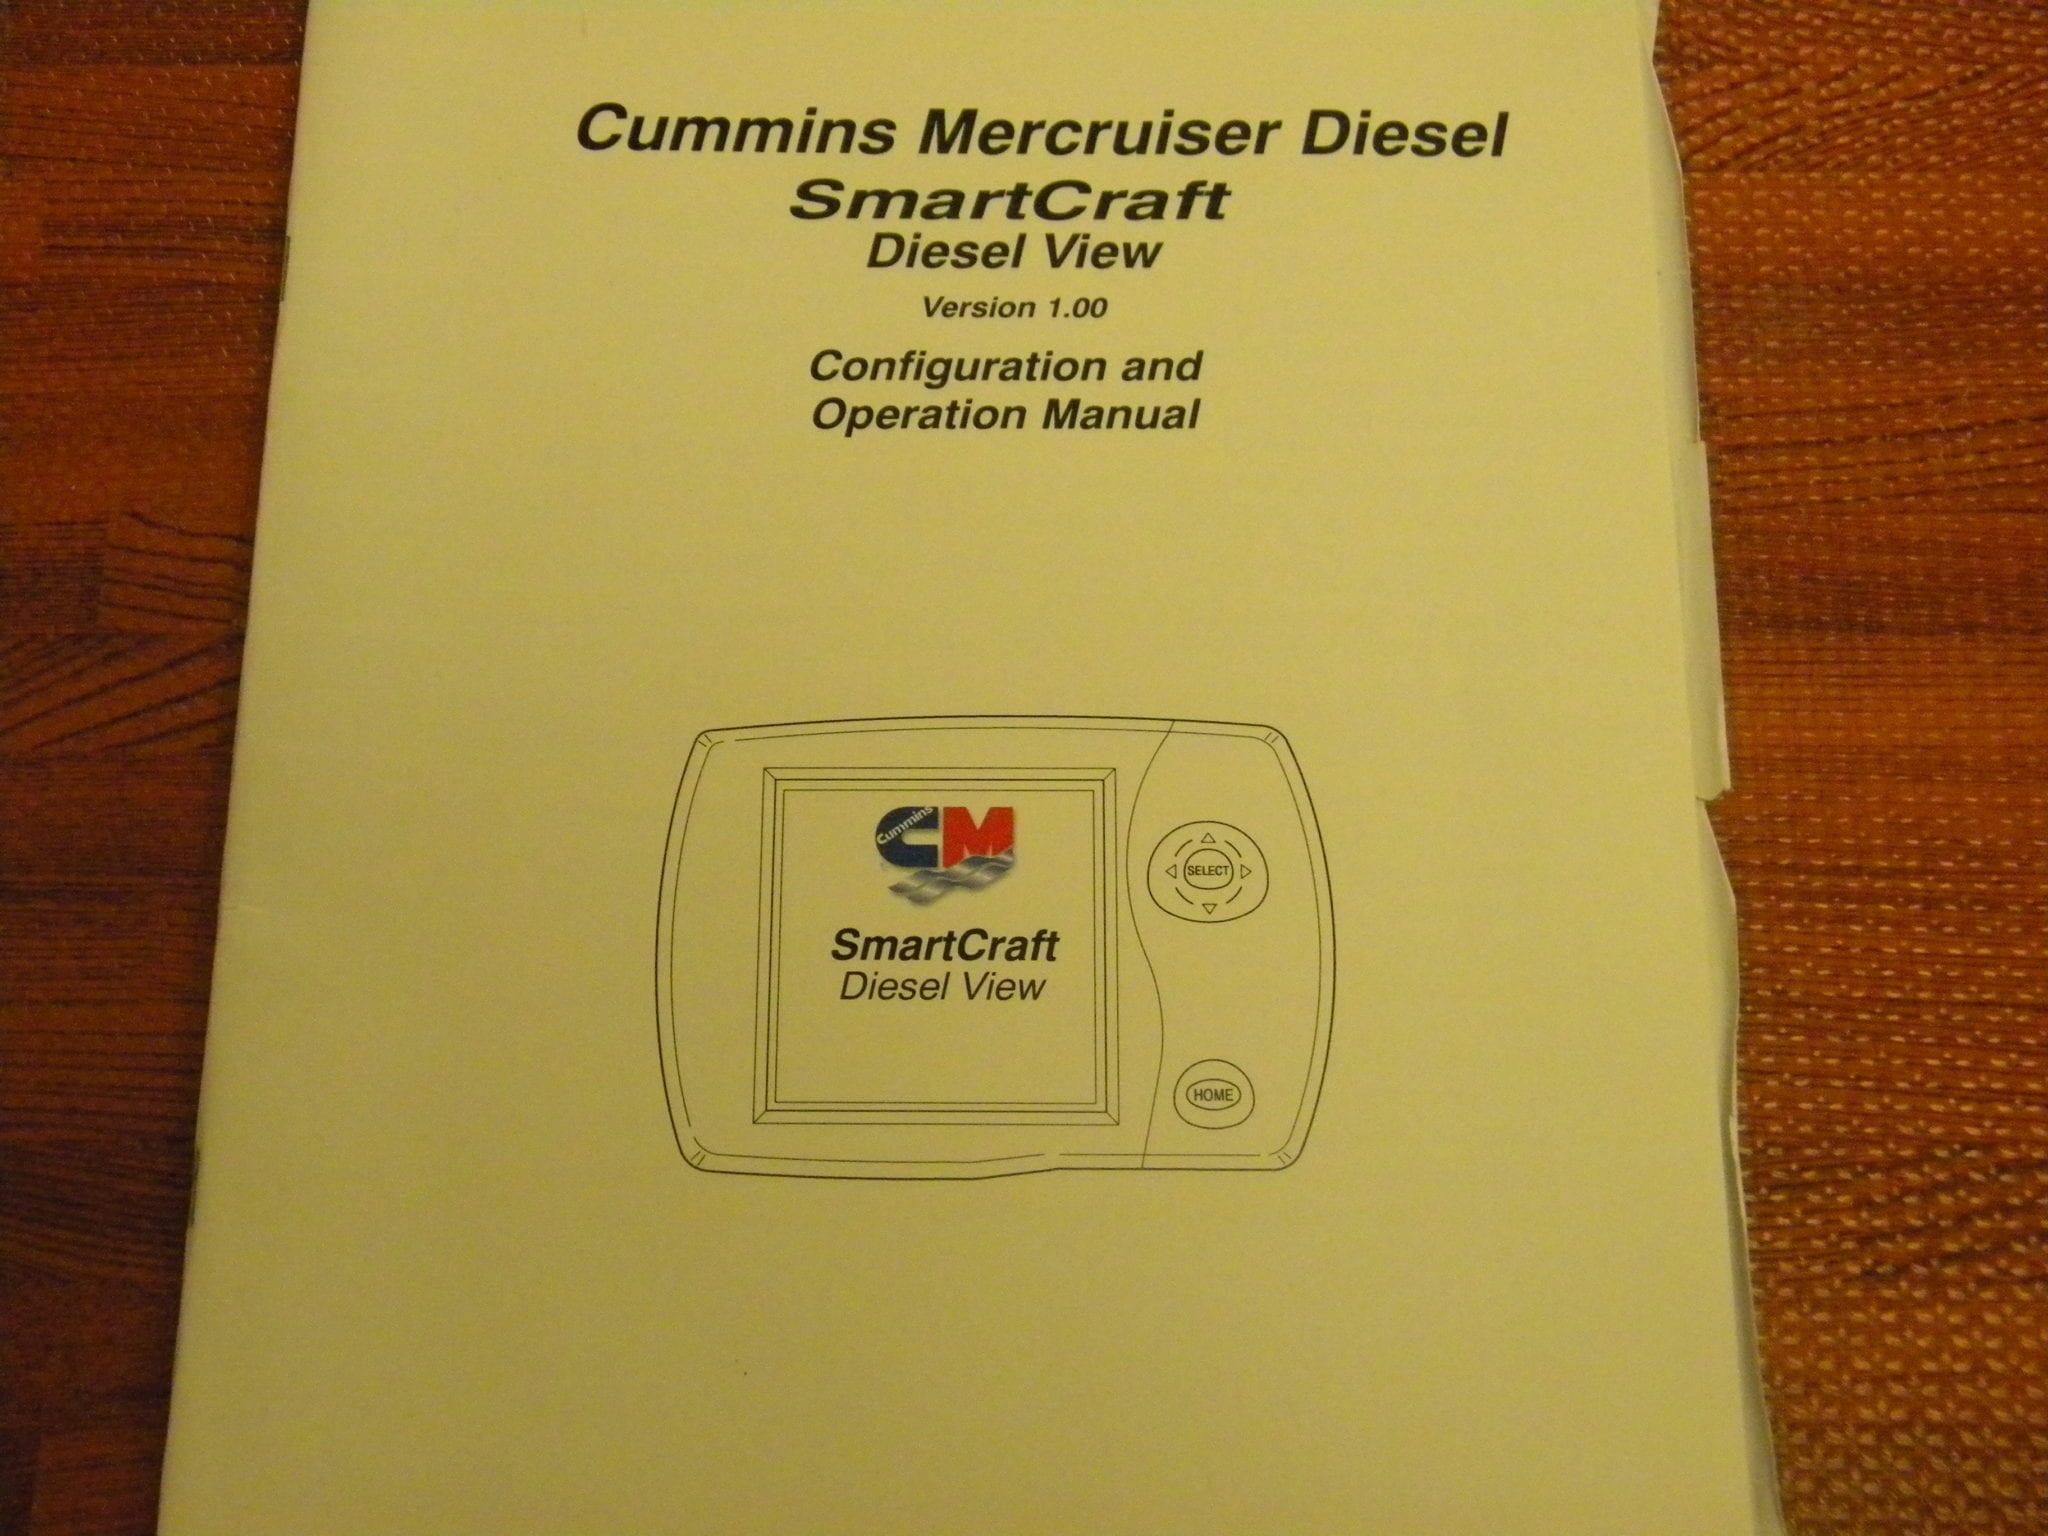 Cummins Mercruiser Diesel
SmartCraft
Diesel View
Version 1.00
Configuration and
Operation Manual
Cummins
CM
SmartCraft
Diesel View
SELECT
HOME